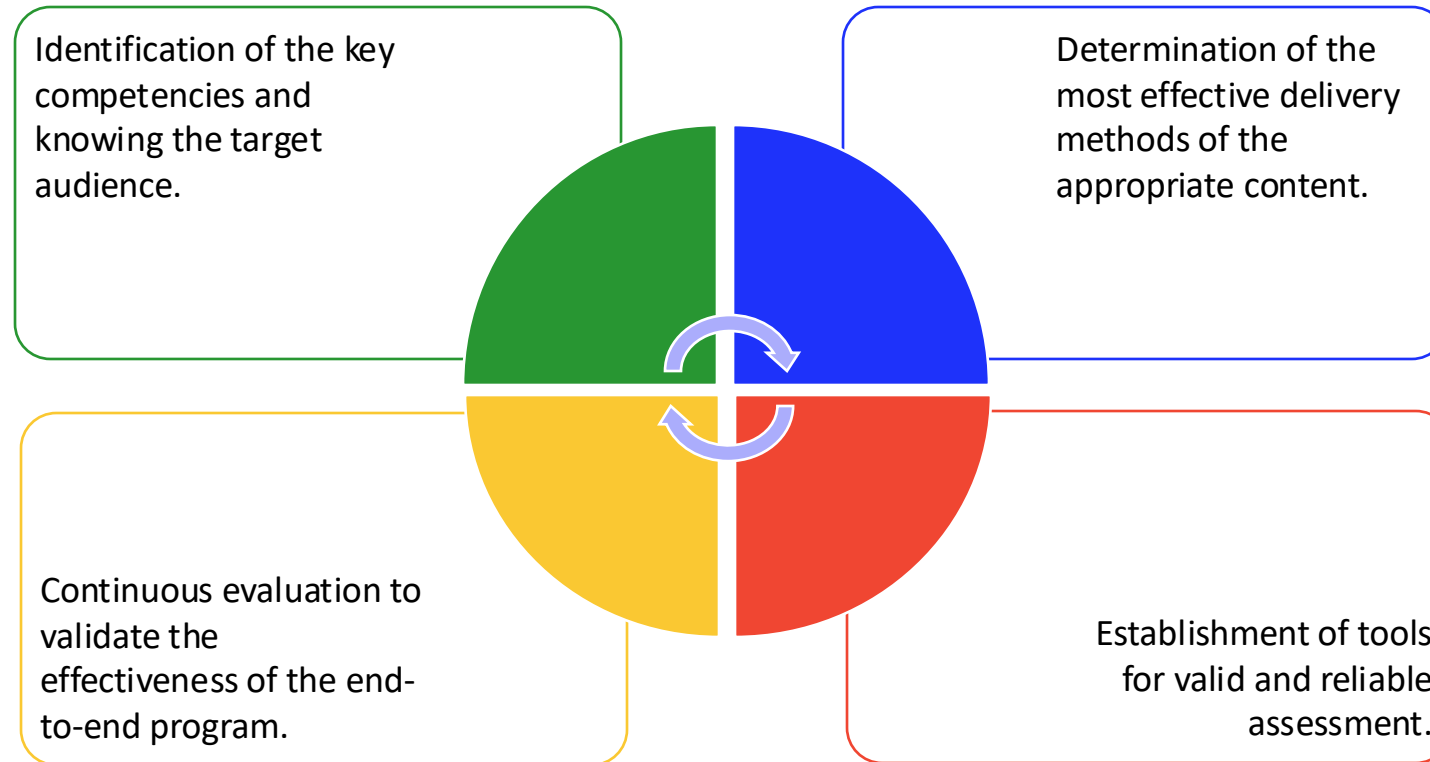 Identification of the key
competencies and
knowing the target
audience.
Determination of the
most effective delivery
methods of the
appropriate content.
Continuous evaluation to
validate the
effectiveness of the end-
to-end program.
Establishment of tools
for valid and reliable
assessment.